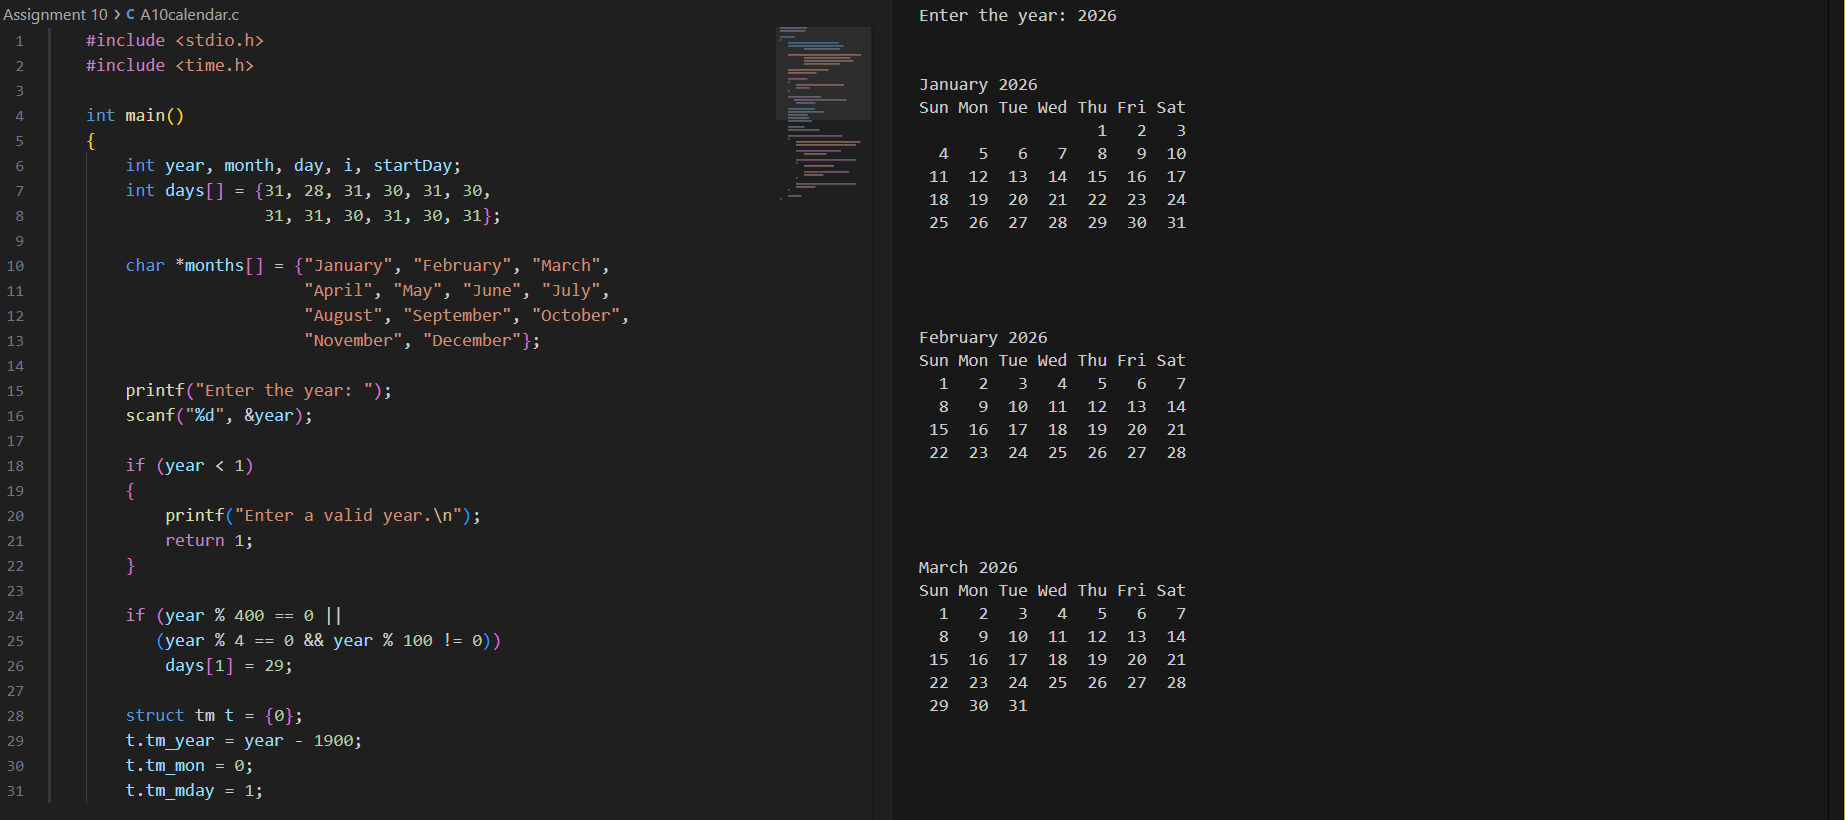 Assignment 10 > C A10calendar.c
1 #include <stdio.h>
2 #include <time.h>
3
4 int main()
5 {
6     int year, month, day, i, startDay;
7     int days[] = {31, 28, 31, 30, 31, 30,
8                   31, 31, 30, 31, 30, 31};
9
10     char *months[] = {"January", "February", "March",
11                       "April", "May", "June", "July",
12                       "August", "September", "October",
13                       "November", "December"};
14
15     printf("Enter the year: ");
16     scanf("%d", &year);
17
18     if (year < 1)
19     {
20         printf("Enter a valid year.\n");
21         return 1;
22     }
23
24     if (year % 400 == 0 ||
25        (year % 4 == 0 && year % 100 != 0))
26         days[1] = 29;
27
28     struct tm t = {0};
29     t.tm_year = year - 1900;
30     t.tm_mon = 0;
31     t.tm_mday = 1;
Enter the year: 2026
January 2026
Sun Mon Tue Wed Thu Fri Sat
                  1   2   3
  4   5   6   7   8   9  10
 11  12  13  14  15  16  17
 18  19  20  21  22  23  24
 25  26  27  28  29  30  31
February 2026
Sun Mon Tue Wed Thu Fri Sat
  1   2   3   4   5   6   7
  8   9  10  11  12  13  14
 15  16  17  18  19  20  21
 22  23  24  25  26  27  28
March 2026
Sun Mon Tue Wed Thu Fri Sat
  1   2   3   4   5   6   7
  8   9  10  11  12  13  14
 15  16  17  18  19  20  21
 22  23  24  25  26  27  28
 29  30  31